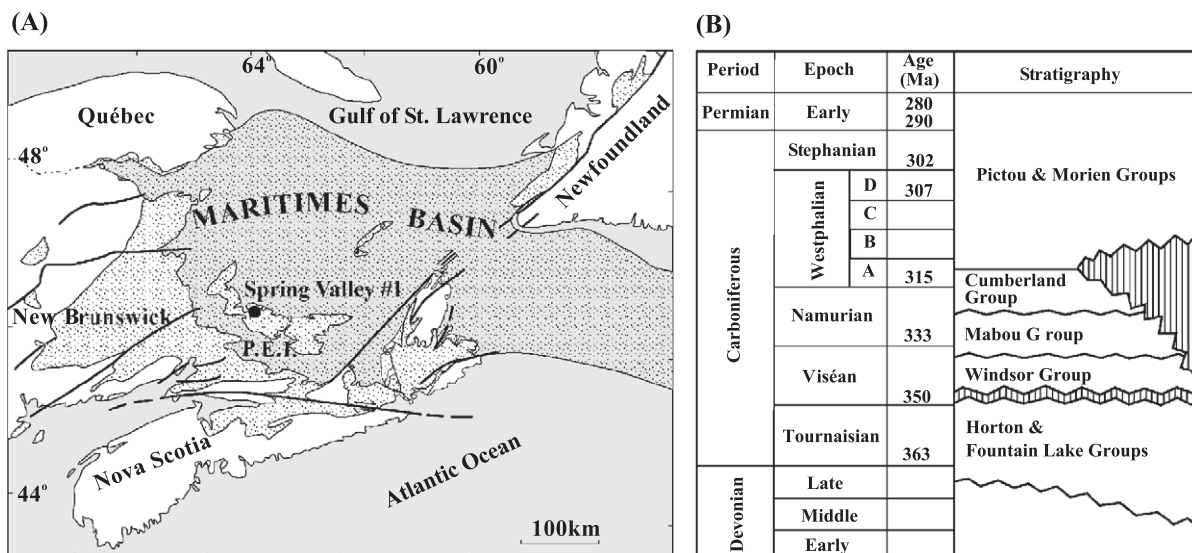 (A)
64°
60°
Québec
Gulf of St. Lawrence
48°
Newfoundland
MARITIMES BASIN
Spring Valley #1
New Brunswick
P.E.I.
Nova Scotia
Atlantic Ocean
44°
100km
(B)
Period Epoch Age (Ma) Stratigraphy
Permian Early 280
290
Stephanian 302
Pictou & Morien Groups
Carboniferous
Westphalian
D 307
C
B
A 315
Cumberland
Group
Namurian 333
Mabou G roup
Viséan 350
Windsor Group
Tournaisian 363
Horton &
Fountain Lake Groups
Devonian
Late
Middle
Early